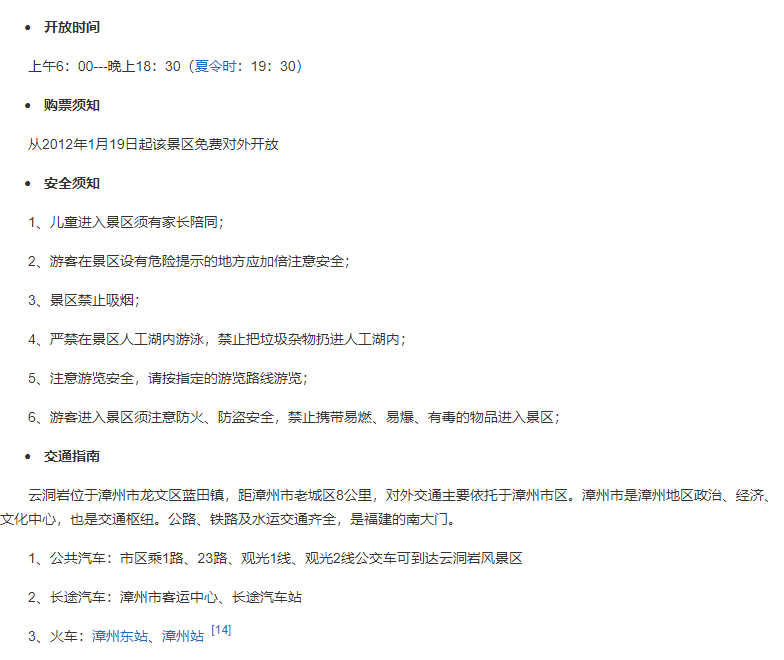 • 开放时间
上午6：00---晚上18：30（夏令时：19：30）
• 购票须知
从2012年1月19日起该景区免费对外开放
• 安全须知
1、儿童进入景区须有家长陪同；
2、游客在景区设有危险提示的地方应加倍注意安全；
3、景区禁止吸烟；
4、严禁在景区人工湖内游泳，禁止把垃圾杂物扔进人工湖内；
5、注意游览安全，请按指定的游览路线游览；
6、游客进入景区须注意防火、防盗安全，禁止携带易燃、易爆、有毒的物品进入景区；
• 交通指南
云洞岩位于漳州市龙文区蓝田镇，距漳州市老城区8公里，对外交通主要依托于漳州市区。漳州市是漳州地区政治、经济、
文化中心，也是交通枢纽。公路、铁路及水运交通齐全，是福建的南大门。
1、公共汽车：市区乘1路、23路、观光1线、观光2线公交车可到达云洞岩风景区
2、长途汽车：漳州市客运中心、长途汽车站
3、火车：漳州东站、漳州站 [14]